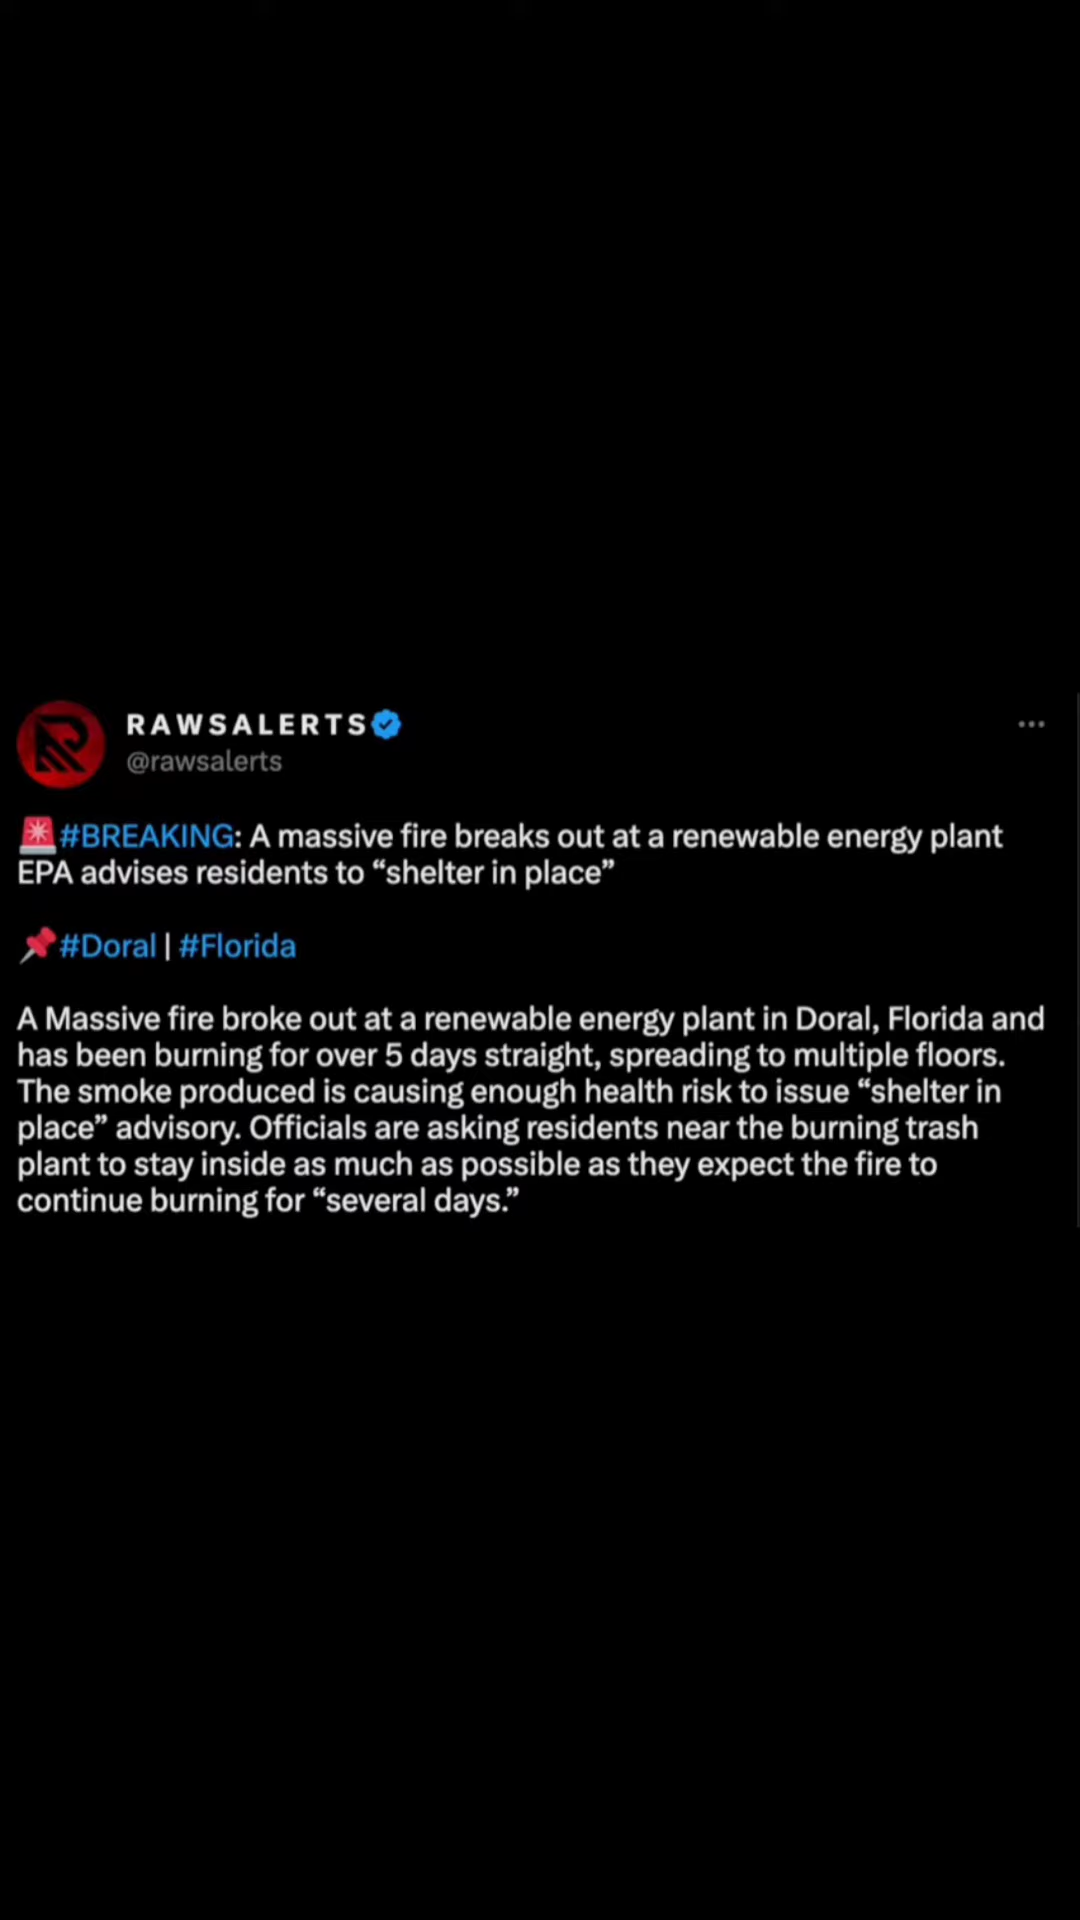 RAWSALERTS
@rawsalerts
🚨#BREAKING: A massive fire breaks out at a renewable energy plant
EPA advises residents to “shelter in place”
📌#Doral | #Florida
A Massive fire broke out at a renewable energy plant in Doral, Florida and
has been burning for over 5 days straight, spreading to multiple floors.
The smoke produced is causing enough health risk to issue “shelter in
place” advisory. Officials are asking residents near the burning trash
plant to stay inside as much as possible as they expect the fire to
continue burning for “several days.”